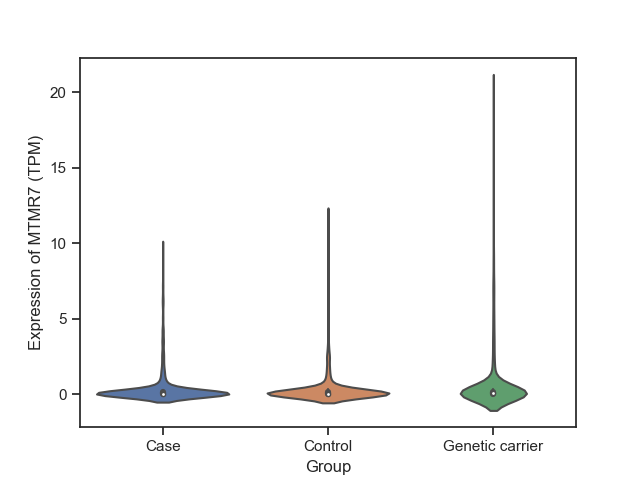 Expression of MTMR7 (TPM)
20
15
10
5
0
Case
Control
Genetic carrier
Group